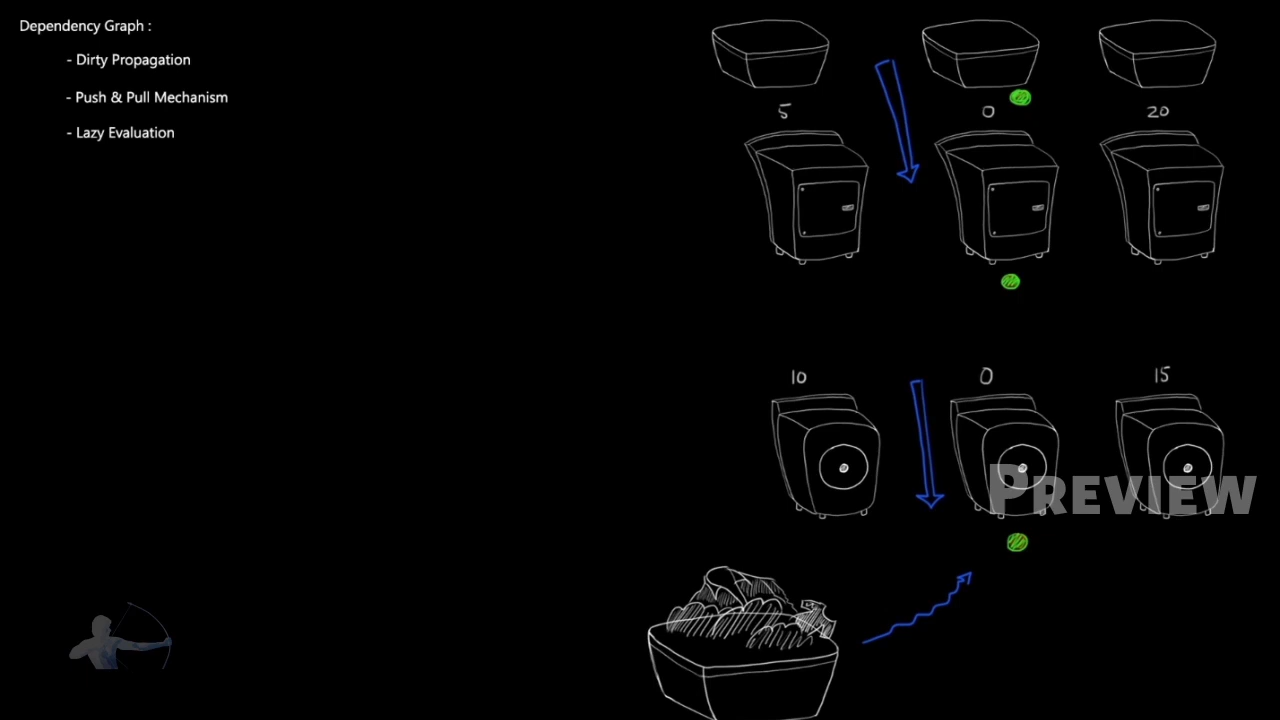 Dependency Graph :
- Dirty Propagation
- Push & Pull Mechanism
- Lazy Evaluation
5 0 20
10 0 15
PREVIEW